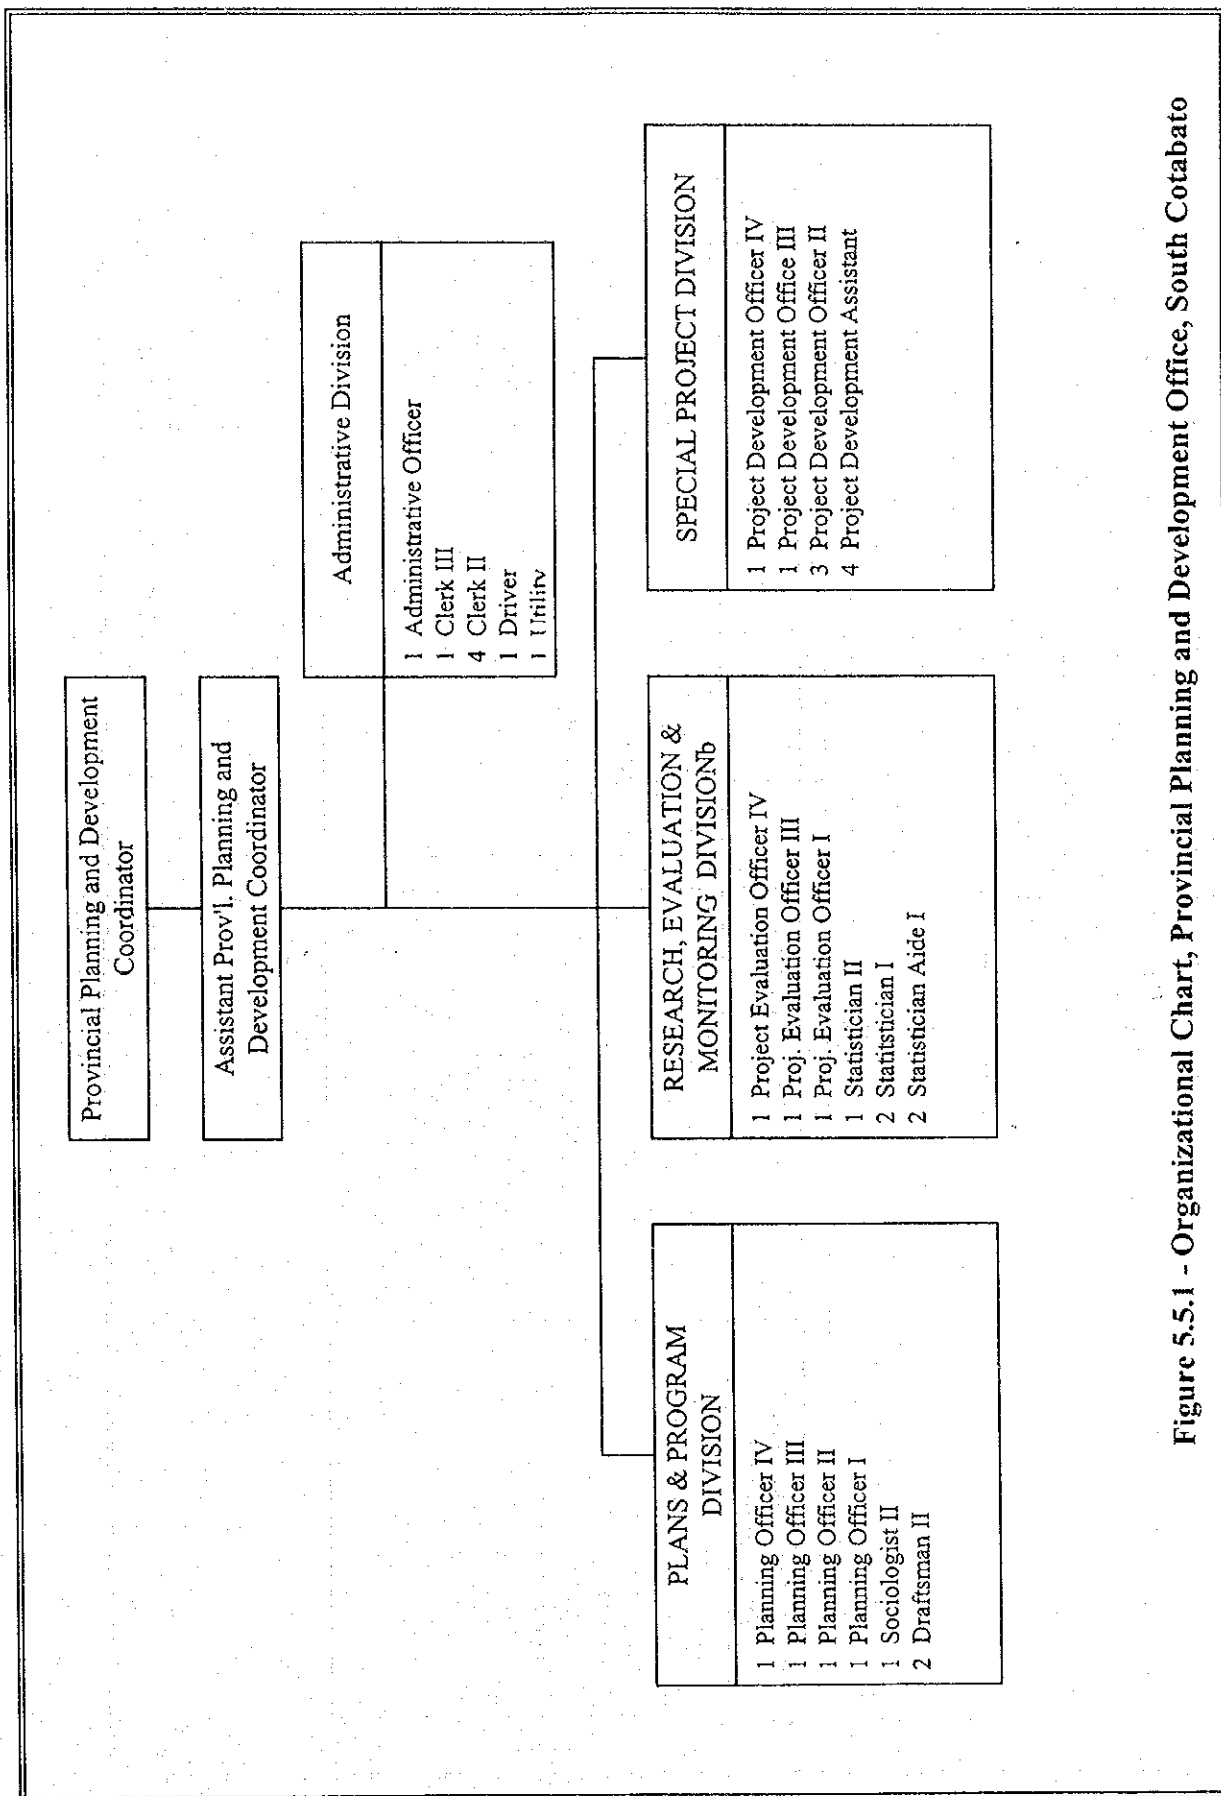 Provincial Planning and Development
Coordinator
Assistant Prov'l. Planning and
Development Coordinator
Administrative Division
1 Administrative Officer
1 Clerk III
4 Clerk II
1 Driver
1 Utility
PLANS & PROGRAM
DIVISION
1 Planning Officer IV
1 Planning Officer III
1 Planning Officer II
1 Planning Officer I
1 Sociologist II
2 Draftsman II
RESEARCH, EVALUATION &
MONITORING DIVISIONb
1 Project Evaluation Officer IV
1 Proj. Evaluation Officer III
1 Proj. Evaluation Officer I
1 Statistician II
2 Statitstician I
2 Statistician Aide I
SPECIAL PROJECT DIVISION
1 Project Development Officer IV
1 Project Development Office III
3 Project Development Officer II
4 Project Development Assistant
Figure 5.5.1 - Organizational Chart, Provincial Planning and Development Office, South Cotabato